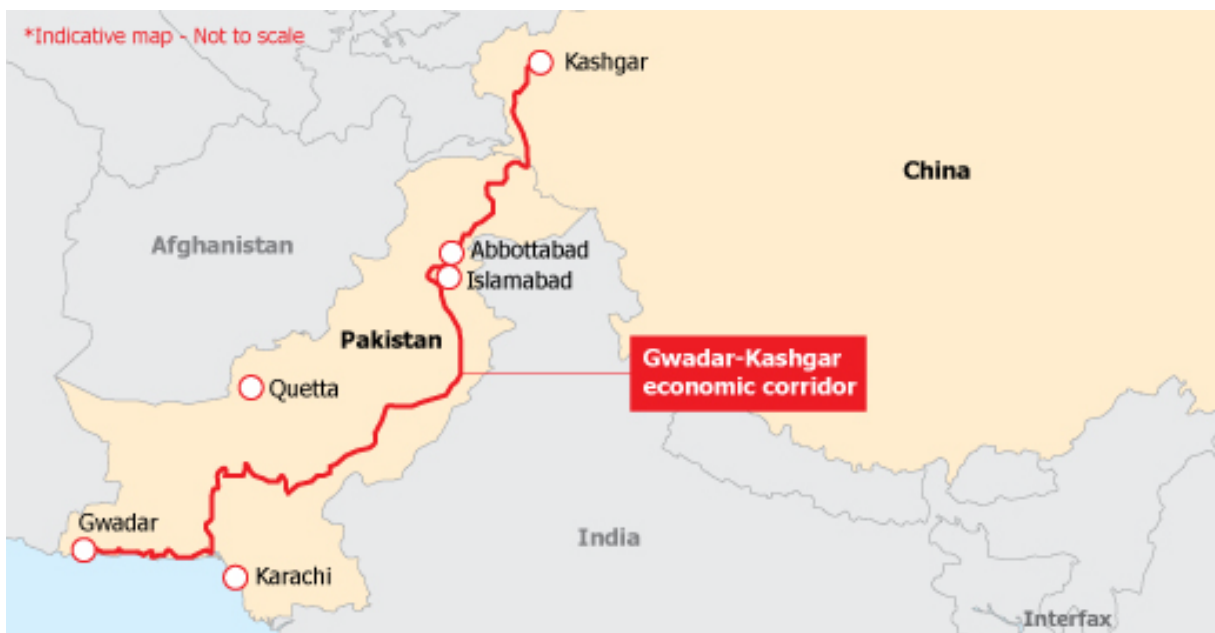 *Indicative map - Not to scale
Kashgar
China
Afghanistan
Abbottabad
Islamabad
Pakistan
Gwadar-Kashgar
economic corridor
Quetta
Gwadar
India
Karachi
Interfax